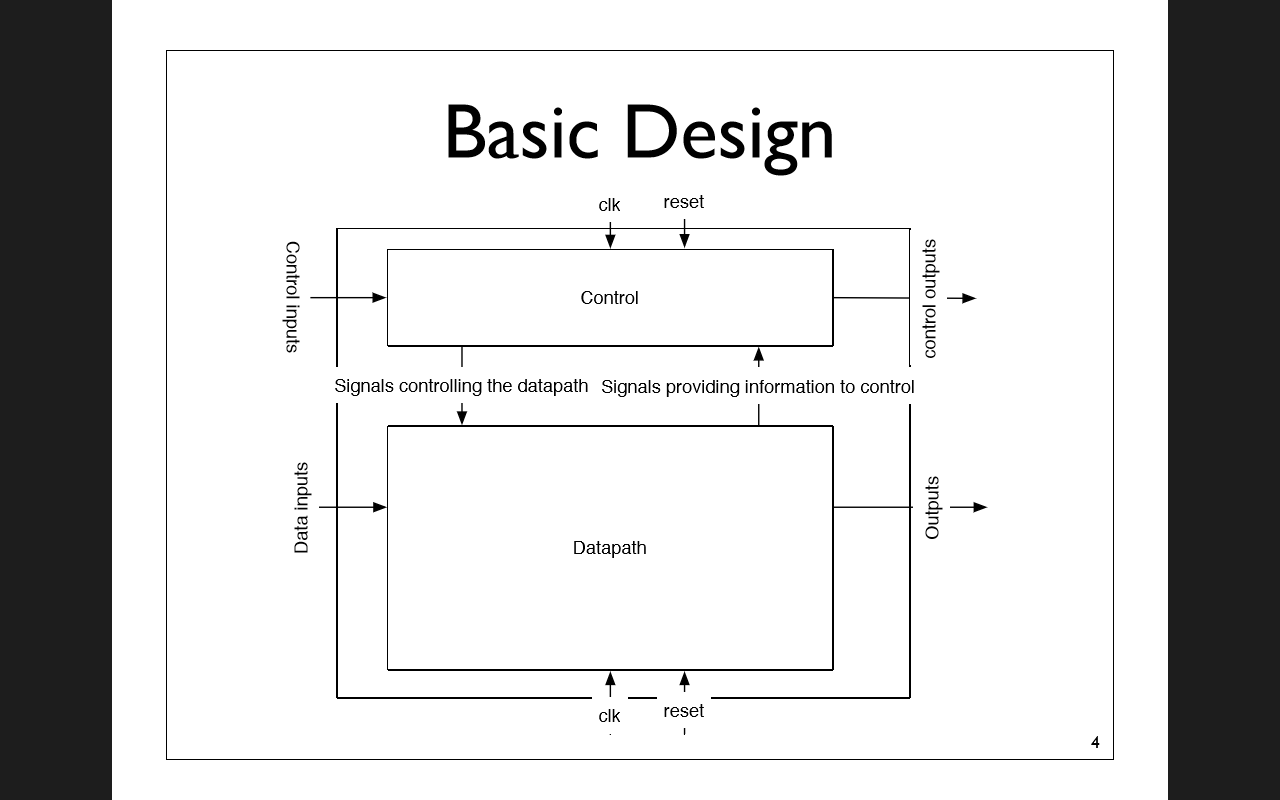 Basic Design
clk
reset
Control inputs
Control
control outputs
Signals controlling the datapath
Signals providing information to control
Data inputs
Datapath
Outputs
clk
reset
4